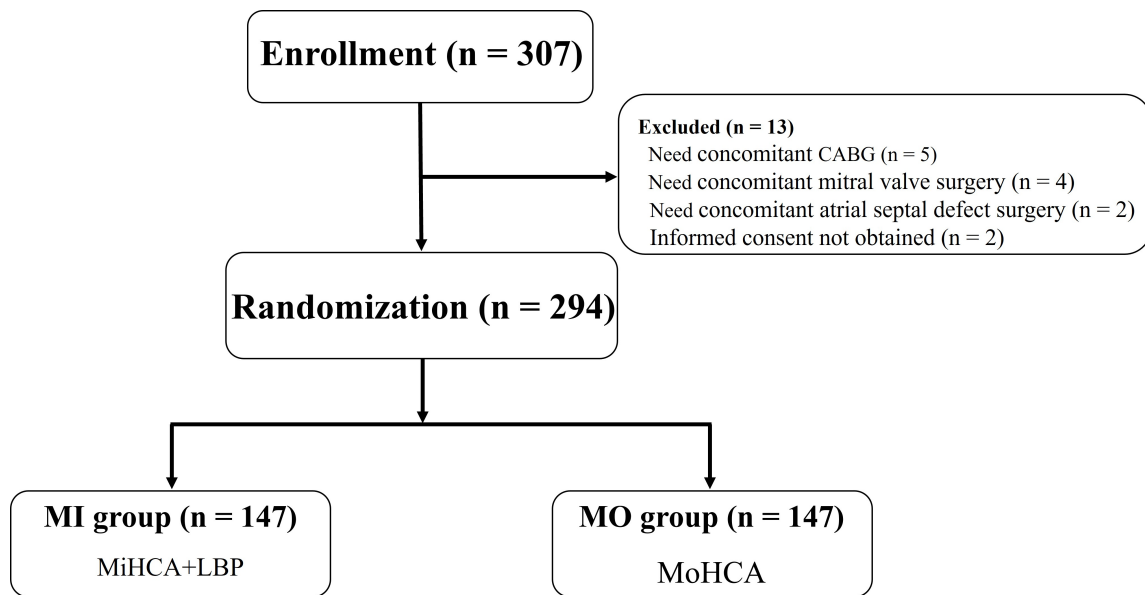 Enrollment (n = 307)
Excluded (n = 13)
Need concomitant CABG (n = 5)
Need concomitant mitral valve surgery (n = 4)
Need concomitant atrial septal defect surgery (n = 2)
Informed consent not obtained (n = 2)
Randomization (n = 294)
MI group (n = 147)
MiHCA+LBP
MO group (n = 147)
MoHCA